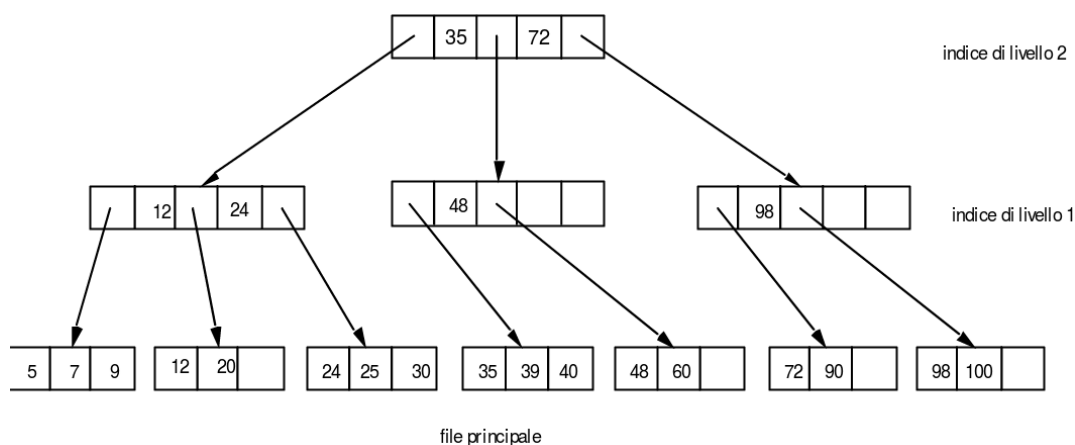 35 72
indice di livello 2
12 24
48
98
indice di livello 1
5 7 9
12 20
24 25 30
35 39 40
48 60
72 90
98 100
file principale